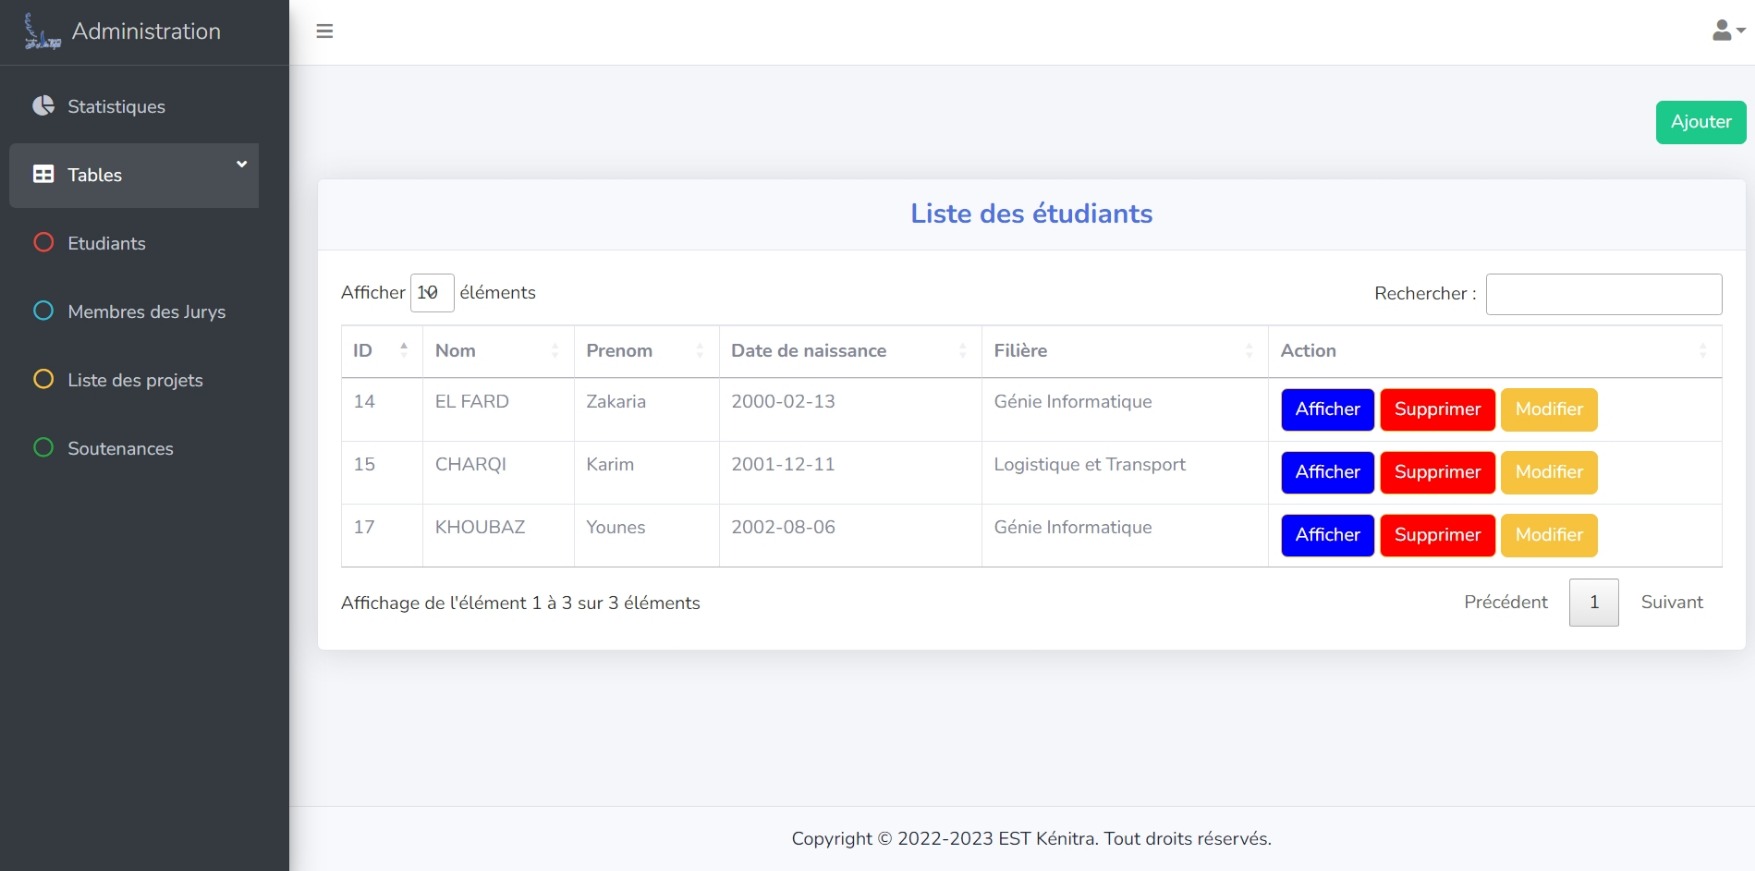 Administration
Statistiques
Tables
Etudiants
Membres des Jurys
Liste des projets
Soutenances
Ajouter
Liste des étudiants
Afficher 10 éléments
Rechercher :
ID Nom Prenom Date de naissance Filière Action
14 EL FARD Zakaria 2000-02-13 Génie Informatique Afficher Supprimer Modifier
15 CHARQI Karim 2001-12-11 Logistique et Transport Afficher Supprimer Modifier
17 KHOUBAZ Younes 2002-08-06 Génie Informatique Afficher Supprimer Modifier
Affichage de l'élément 1 à 3 sur 3 éléments
Précédent 1 Suivant
Copyright © 2022-2023 EST Kénitra. Tout droits réservés.